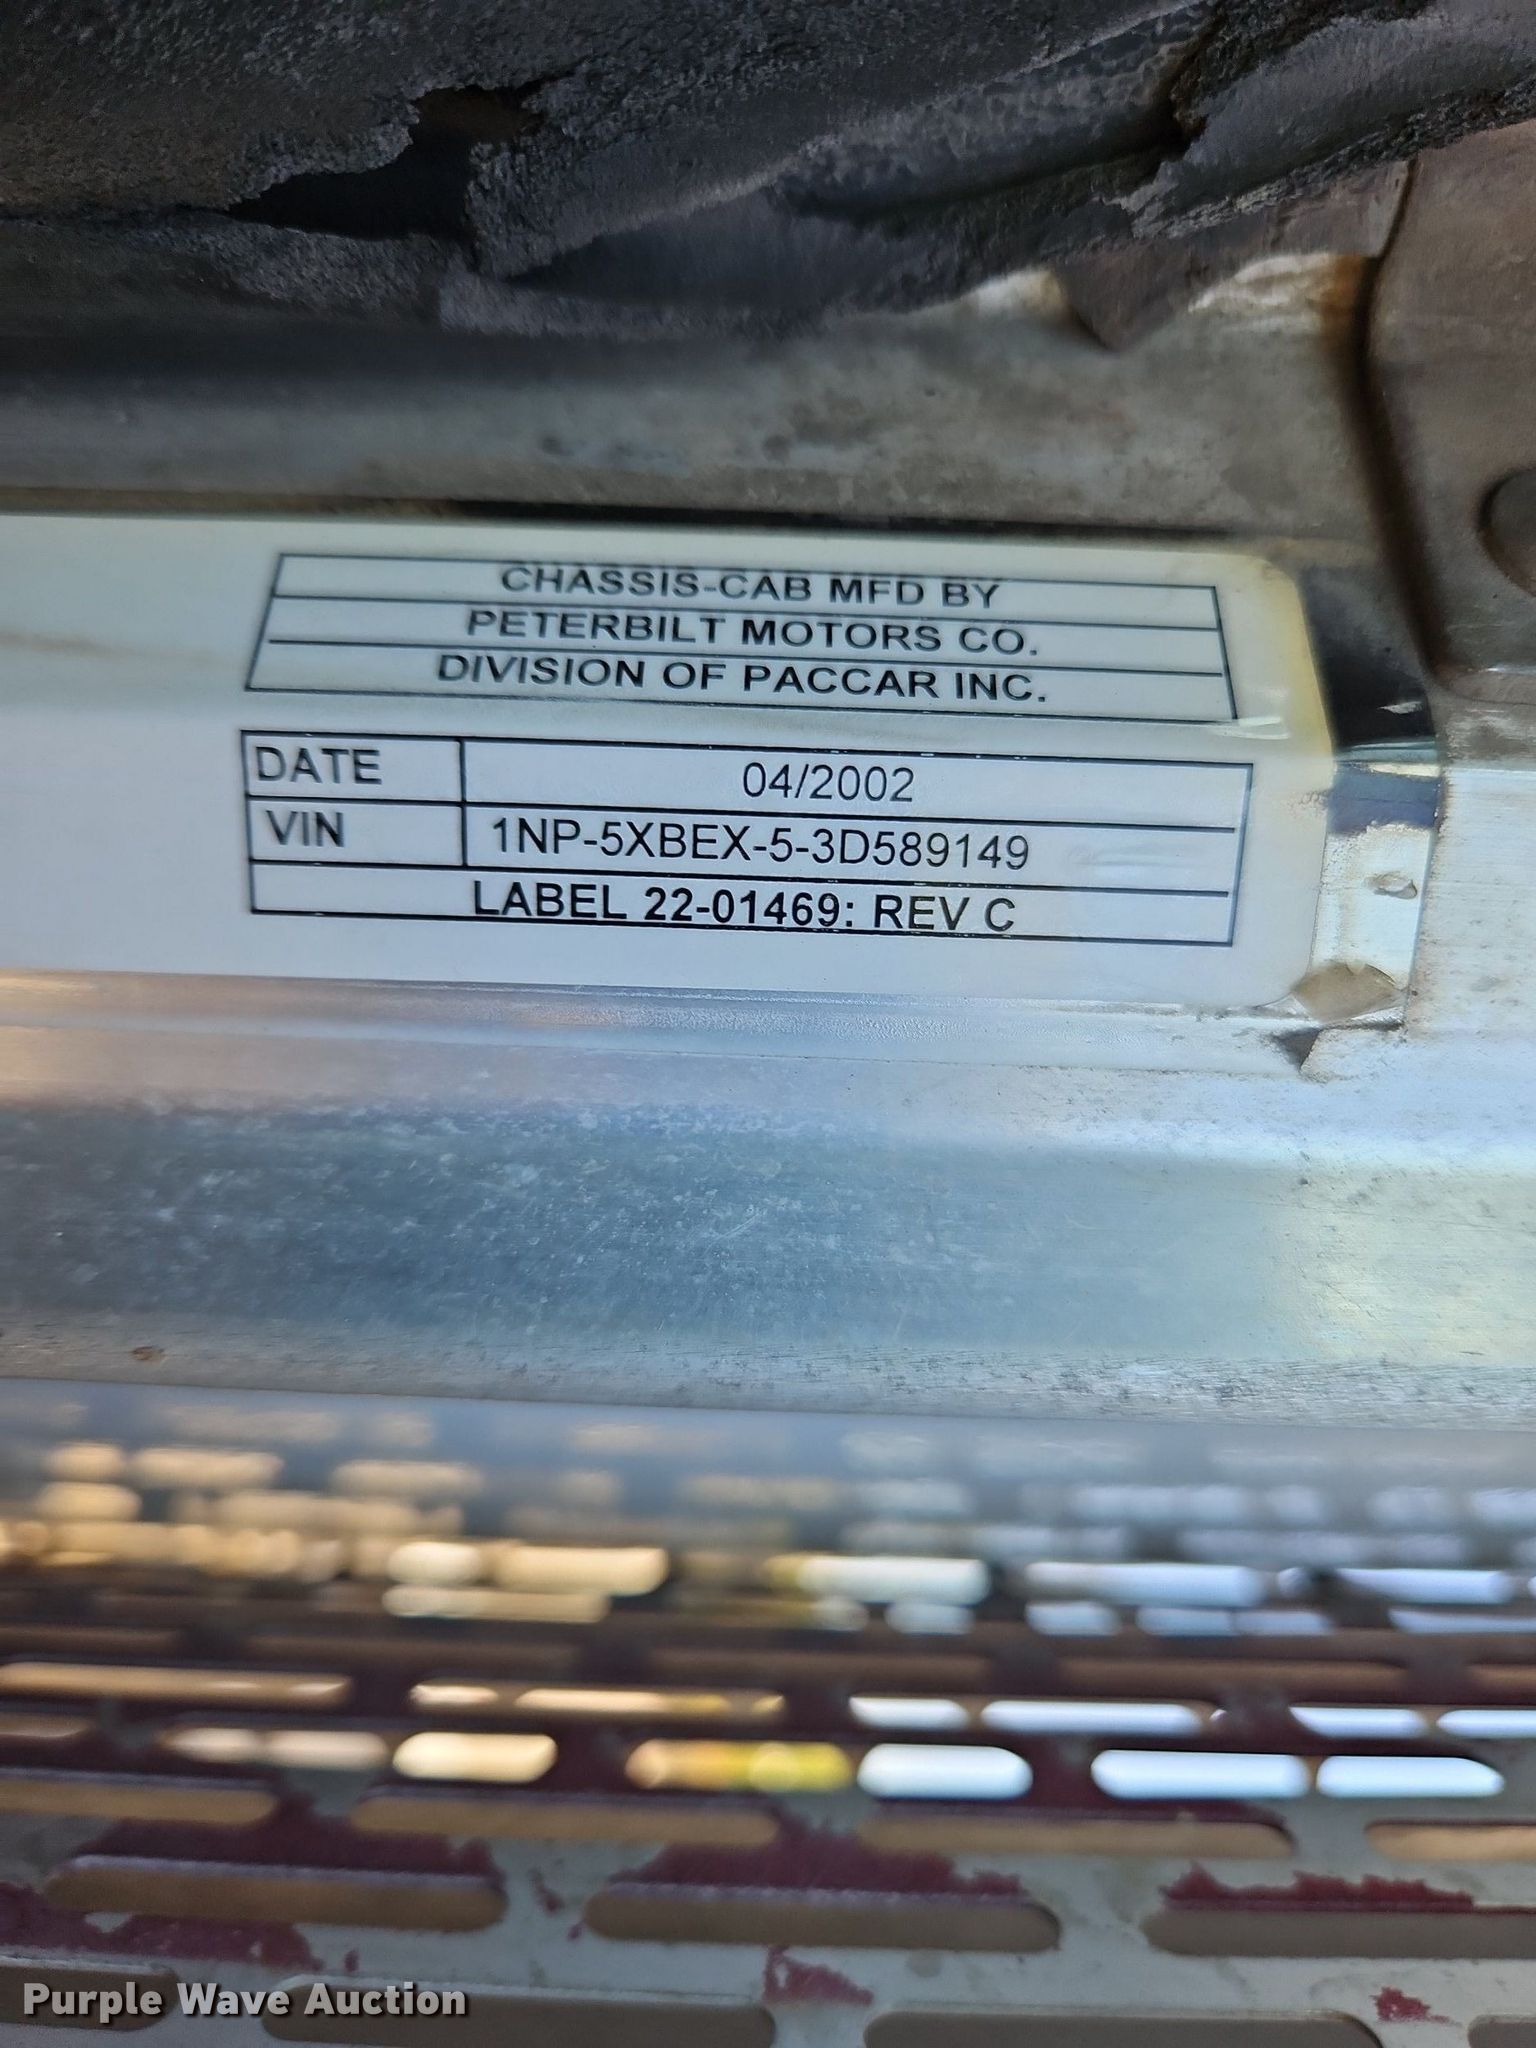 CHASSIS-CAB MFD BY
PETERBILT MOTORS CO.
DIVISION OF PACCAR INC.
DATE 04/2002
VIN 1NP-5XBEX-5-3D589149
LABEL 22-01469: REV C
Purple Wave Auction